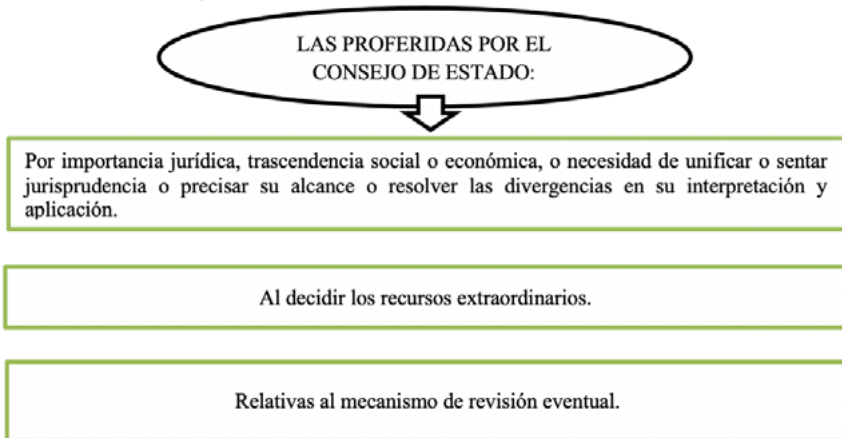 LAS PROFERIDAS POR EL
CONSEJO DE ESTADO:
Por importancia jurídica, trascendencia social o económica, o necesidad de unificar o sentar
jurisprudencia o precisar su alcance o resolver las divergencias en su interpretación y
aplicación.
Al decidir los recursos extraordinarios.
Relativas al mecanismo de revisión eventual.